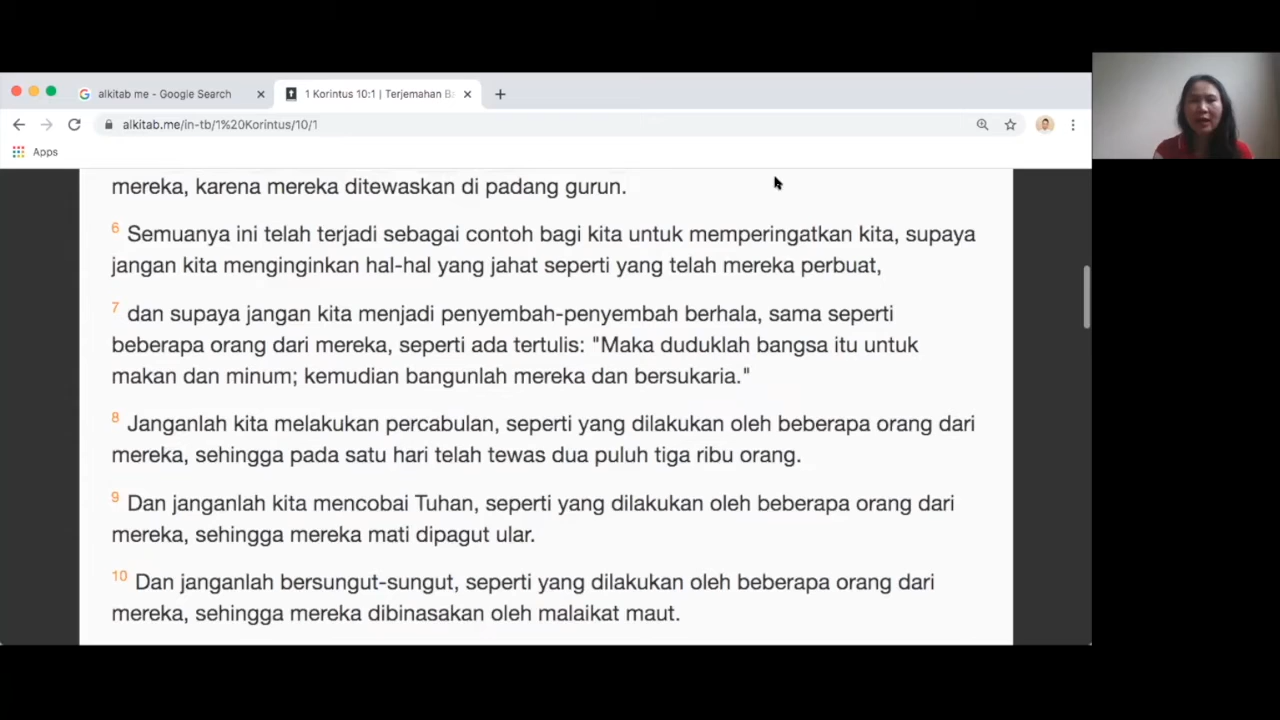 alkitab me - Google Search
1 Korintus 10:1 | Terjemahan Ba
alkitab.me/in-tb/1%20Korintus/10/1
Apps
mereka, karena mereka ditewaskan di padang gurun.
6 Semuanya ini telah terjadi sebagai contoh bagi kita untuk memperingatkan kita, supaya
jangan kita menginginkan hal-hal yang jahat seperti yang telah mereka perbuat,
7 dan supaya jangan kita menjadi penyembah-penyembah berhala, sama seperti
beberapa orang dari mereka, seperti ada tertulis: "Maka duduklah bangsa itu untuk
makan dan minum; kemudian bangunlah mereka dan bersukaria."
8 Janganlah kita melakukan percabulan, seperti yang dilakukan oleh beberapa orang dari
mereka, sehingga pada satu hari telah tewas dua puluh tiga ribu orang.
9 Dan janganlah kita mencobai Tuhan, seperti yang dilakukan oleh beberapa orang dari
mereka, sehingga mereka mati dipagut ular.
10 Dan janganlah bersungut-sungut, seperti yang dilakukan oleh beberapa orang dari
mereka, sehingga mereka dibinasakan oleh malaikat maut.